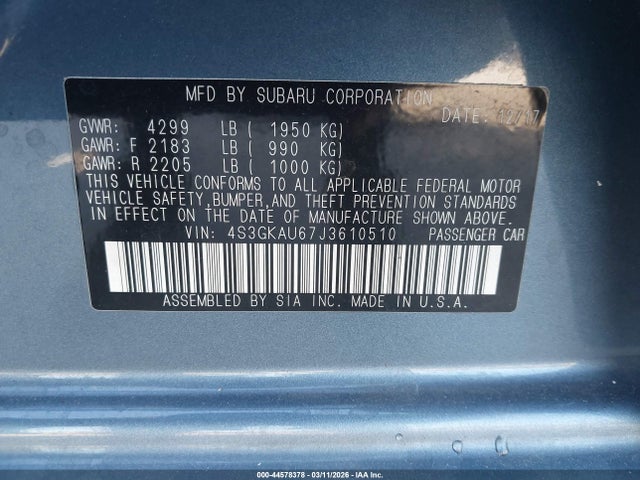 MFD BY SUBARU CORPORATION
DATE: 12/17
GVWR: 4299 LB ( 1950 KG)
GAWR: F 2183 LB ( 990 KG)
GAWR: R 2205 LB ( 1000 KG)
THIS VEHICLE CONFORMS TO ALL APPLICABLE FEDERAL MOTOR
VEHICLE SAFETY, BUMPER, AND THEFT PREVENTION STANDARDS
IN EFFECT ON THE DATE OF MANUFACTURE SHOWN ABOVE.
VIN: 4S3GKAU67J3610510 PASSENGER CAR
ASSEMBLED BY SIA INC. MADE IN U.S.A.
000-44578378 - 03/11/2026 - IAA Inc.